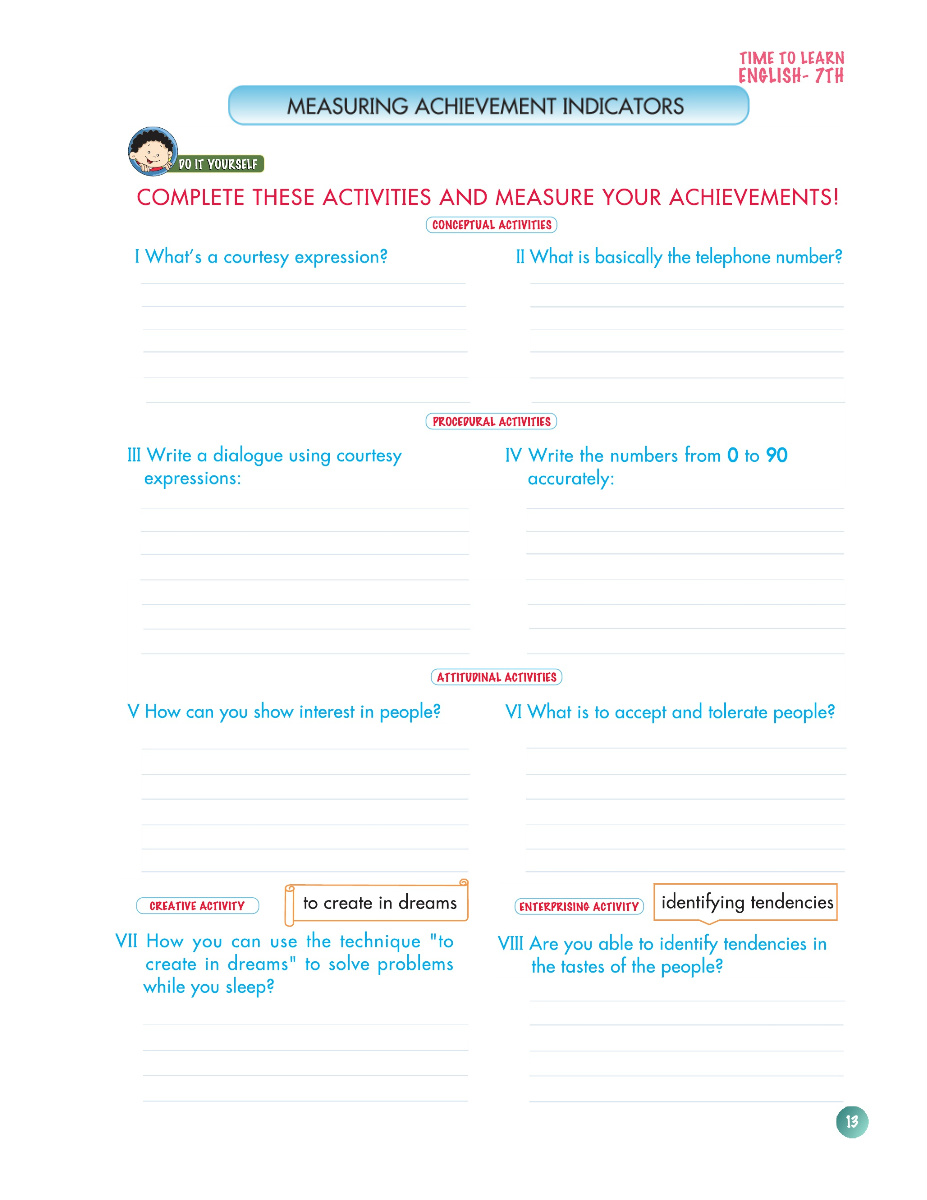 TIME TO LEARN
ENGLISH- 7TH
MEASURING ACHIEVEMENT INDICATORS
DO IT YOURSELF
COMPLETE THESE ACTIVITIES AND MEASURE YOUR ACHIEVEMENTS!
CONCEPTUAL ACTIVITIES
I What's a courtesy expression?
II What is basically the telephone number?
PROCEDURAL ACTIVITIES
III Write a dialogue using courtesy
expressions:
IV Write the numbers from 0 to 90
accurately:
ATTITUDINAL ACTIVITIES
V How can you show interest in people?
VI What is to accept and tolerate people?
CREATIVE ACTIVITY
to create in dreams
VII How you can use the technique "to
create in dreams" to solve problems
while you sleep?
ENTERPRISING ACTIVITY
identifying tendencies
VIII Are you able to identify tendencies in
the tastes of the people?
13